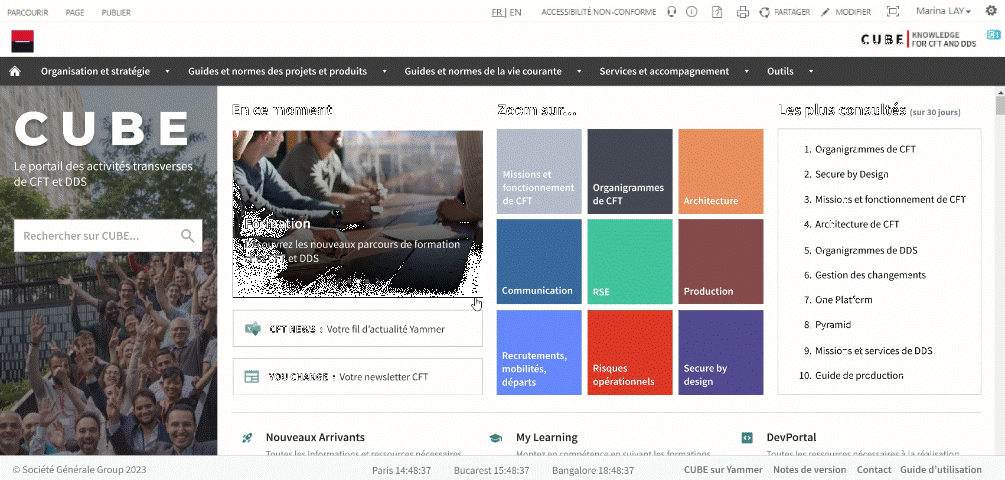 PARCOURIR PAGE PUBLIER
FR | EN ACCESSIBILITÉ NON-CONFORME PARTAGER MODIFIER Marina LAY
CUBE KNOWLEDGE FOR CFT AND DDS
Organisation et stratégie
Guides et normes des projets et produits
Guides et normes de la vie courante
Services et accompagnement
Outils
CUBE
Le portail des activités transverses
de CFT et DDS
Rechercher sur CUBE...
En ce moment
Formation
les nouveaux parcours de formation
et DDS
CFT NEWS : Votre fil d'actualité Yammer
YOU CHANGE : Votre newsletter CFT
Zoom sur...
Missions et
fonctionnement
de CFT
Organigrammes
de CFT
Architecture
Communication
RSE
Production
Recrutements,
mobilités,
départs
Risques
opérationnels
Secure by
design
Les plus consultés (sur 30 jours)
1. Organigrammes de CFT
2. Secure by Design
3. Missions et fonctionnement de CFT
4. Architecture de CFT
5. Organigrammes de DDS
6. Gestion des changements
7. One Platform
8. Pyramid
9. Missions et services de DDS
10. Guide de production
Nouveaux Arrivants
Toutes les informations et ressources nécessaires
My Learning
Montez en compétence en suivant les formations
DevPortal
Toutes les ressources nécessaires à la réalisation
© Société Générale Group 2023
Paris 14:48:37 Bucarest 15:48:37 Bangalore 18:48:37
CUBE sur Yammer Notes de version Contact Guide d'utilisation